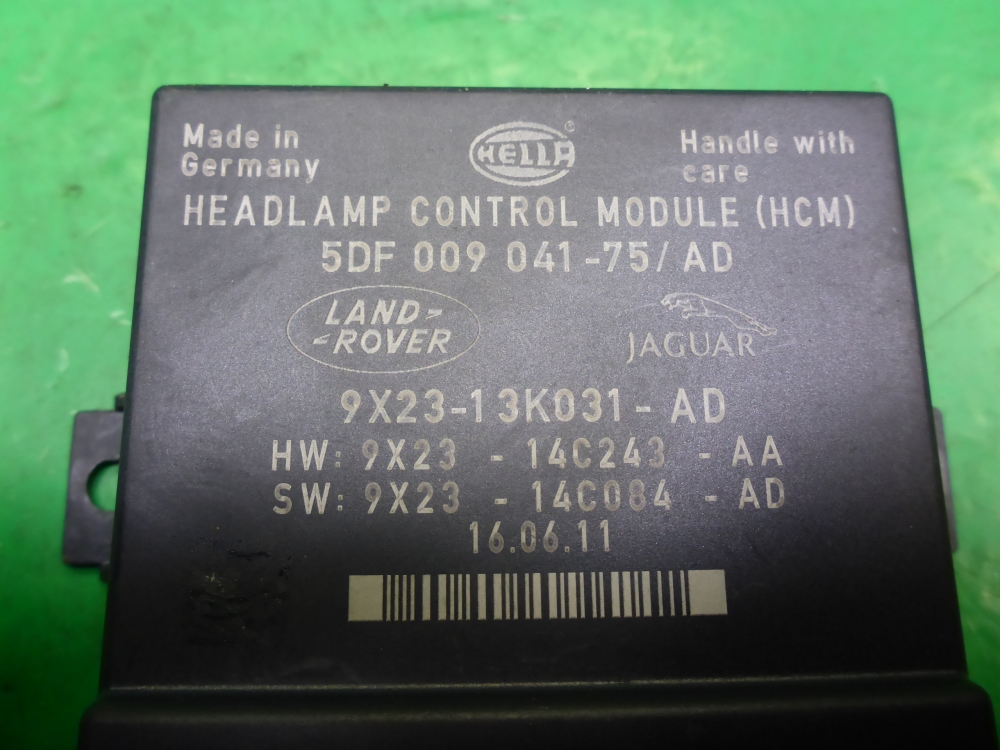 Made in
Germany
HELLA
®
Handle with
care
HEADLAMP CONTROL MODULE (HCM)
5DF 009 041-75/AD
LAND-
-ROVER
JAGUAR
9X23-13K031-AD
HW: 9X23 - 14C243 - AA
SW: 9X23 - 14C084 - AD
16.06.11